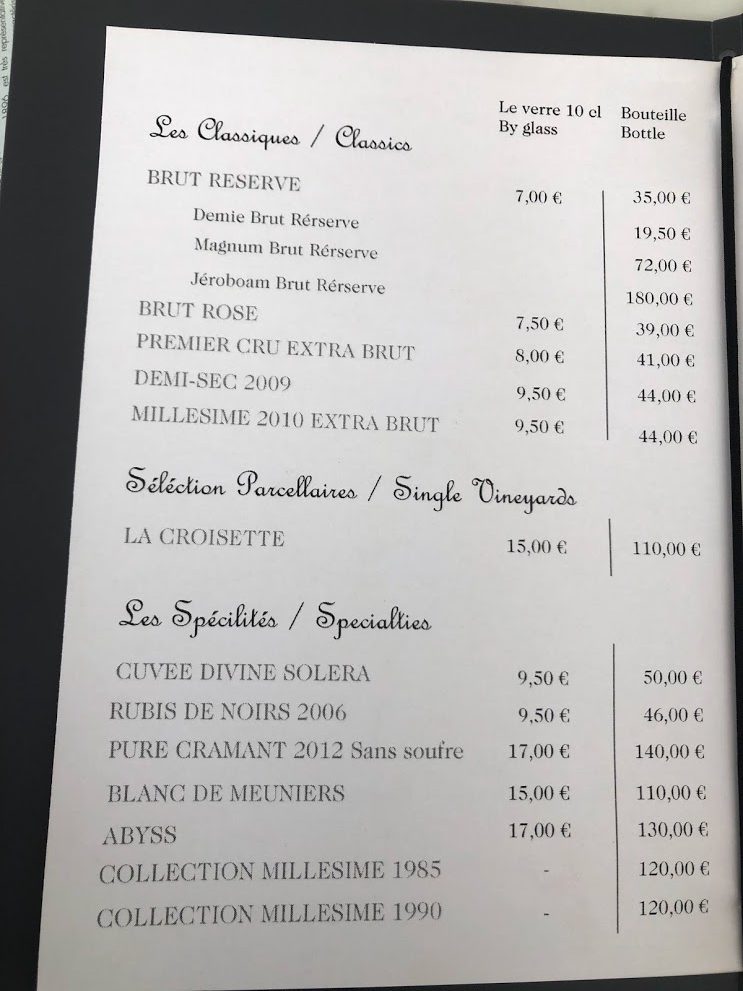 Le verre 10 cl Bouteille
By glass Bottle
Les Classiques / Classics
BRUT RESERVE 7,00 € 35,00 €
Demie Brut Rérserve 19,50 €
Magnum Brut Rérserve 72,00 €
Jéroboam Brut Rérserve 180,00 €
BRUT ROSE 7,50 € 39,00 €
PREMIER CRU EXTRA BRUT 8,00 € 41,00 €
DEMI-SEC 2009 9,50 € 44,00 €
MILLESIME 2010 EXTRA BRUT 9,50 € 44,00 €
Séléction Parcellaires / Single Vineyards
LA CROISETTE 15,00 € 110,00 €
Les Spécilités / Specialties
CUVEE DIVINE SOLERA 9,50 € 50,00 €
RUBIS DE NOIRS 2006 9,50 € 46,00 €
PURE CRAMANT 2012 Sans soufre 17,00 € 140,00 €
BLANC DE MEUNIERS 15,00 € 110,00 €
ABYSS 17,00 € 130,00 €
COLLECTION MILLESIME 1985 - 120,00 €
COLLECTION MILLESIME 1990 - 120,00 €